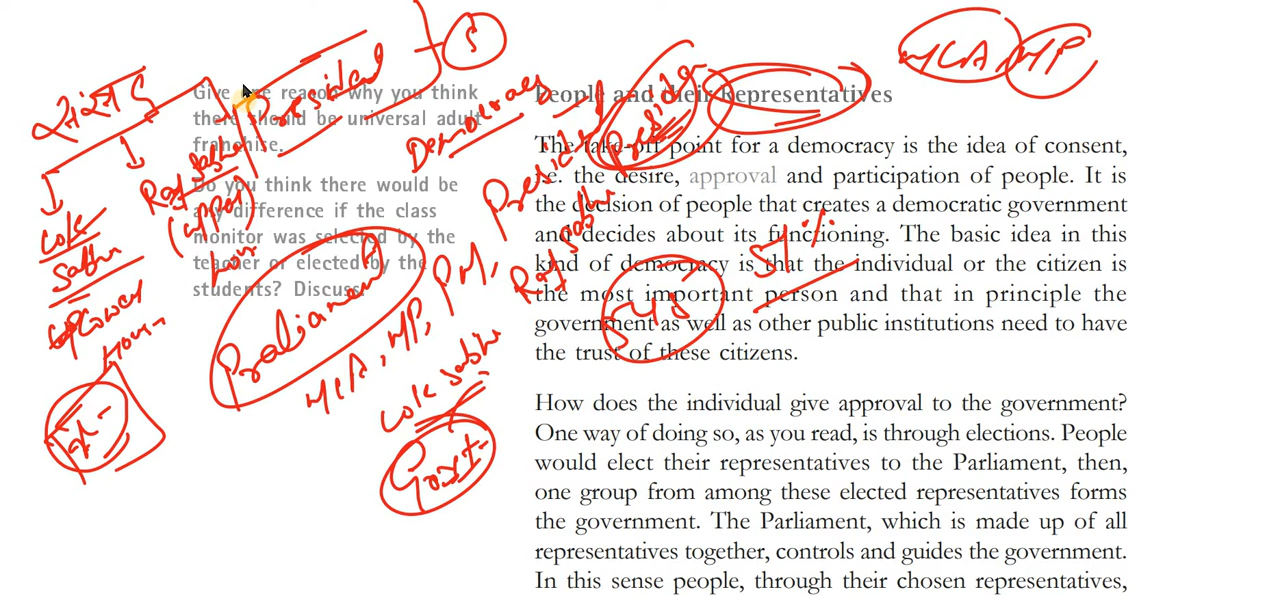 Give one reason why you think
there should be universal adult
franchise.
Do you think there would be
any difference if the class
monitor was selected by the
teacher or elected by the
students? Discuss
People and their Representatives
The take-off point for a democracy is the idea of consent,
i.e. the desire, approval and participation of people. It is
the decision of people that creates a democratic government
and decides about its functioning. The basic idea in this
kind of democracy is that the individual or the citizen is
the most important person and that in principle the
government as well as other public institutions need to have
the trust of these citizens.
How does the individual give approval to the government?
One way of doing so, as you read, is through elections. People
would elect their representatives to the Parliament, then,
one group from among these elected representatives forms
the government. The Parliament, which is made up of all
representatives together, controls and guides the government.
In this sense people, through their chosen representatives,
President
5
Democracy
MLA MP
Lok
Sabha
MLA, MP, PM, President
Lok Sabha
Rajy Sabha
51%
545
Govt-